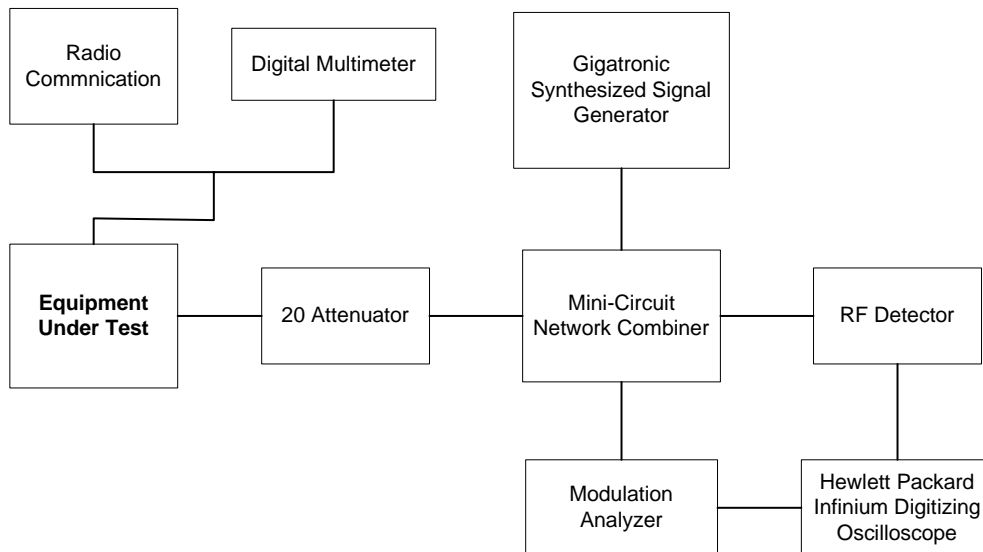 Radio
Commnication
Digital Multimeter
Gigatronic
Synthesized Signal
Generator
Equipment
Under Test
20 Attenuator
Mini-Circuit
Network Combiner
RF Detector
Modulation
Analyzer
Hewlett Packard
Infinium Digitizing
Oscilloscope